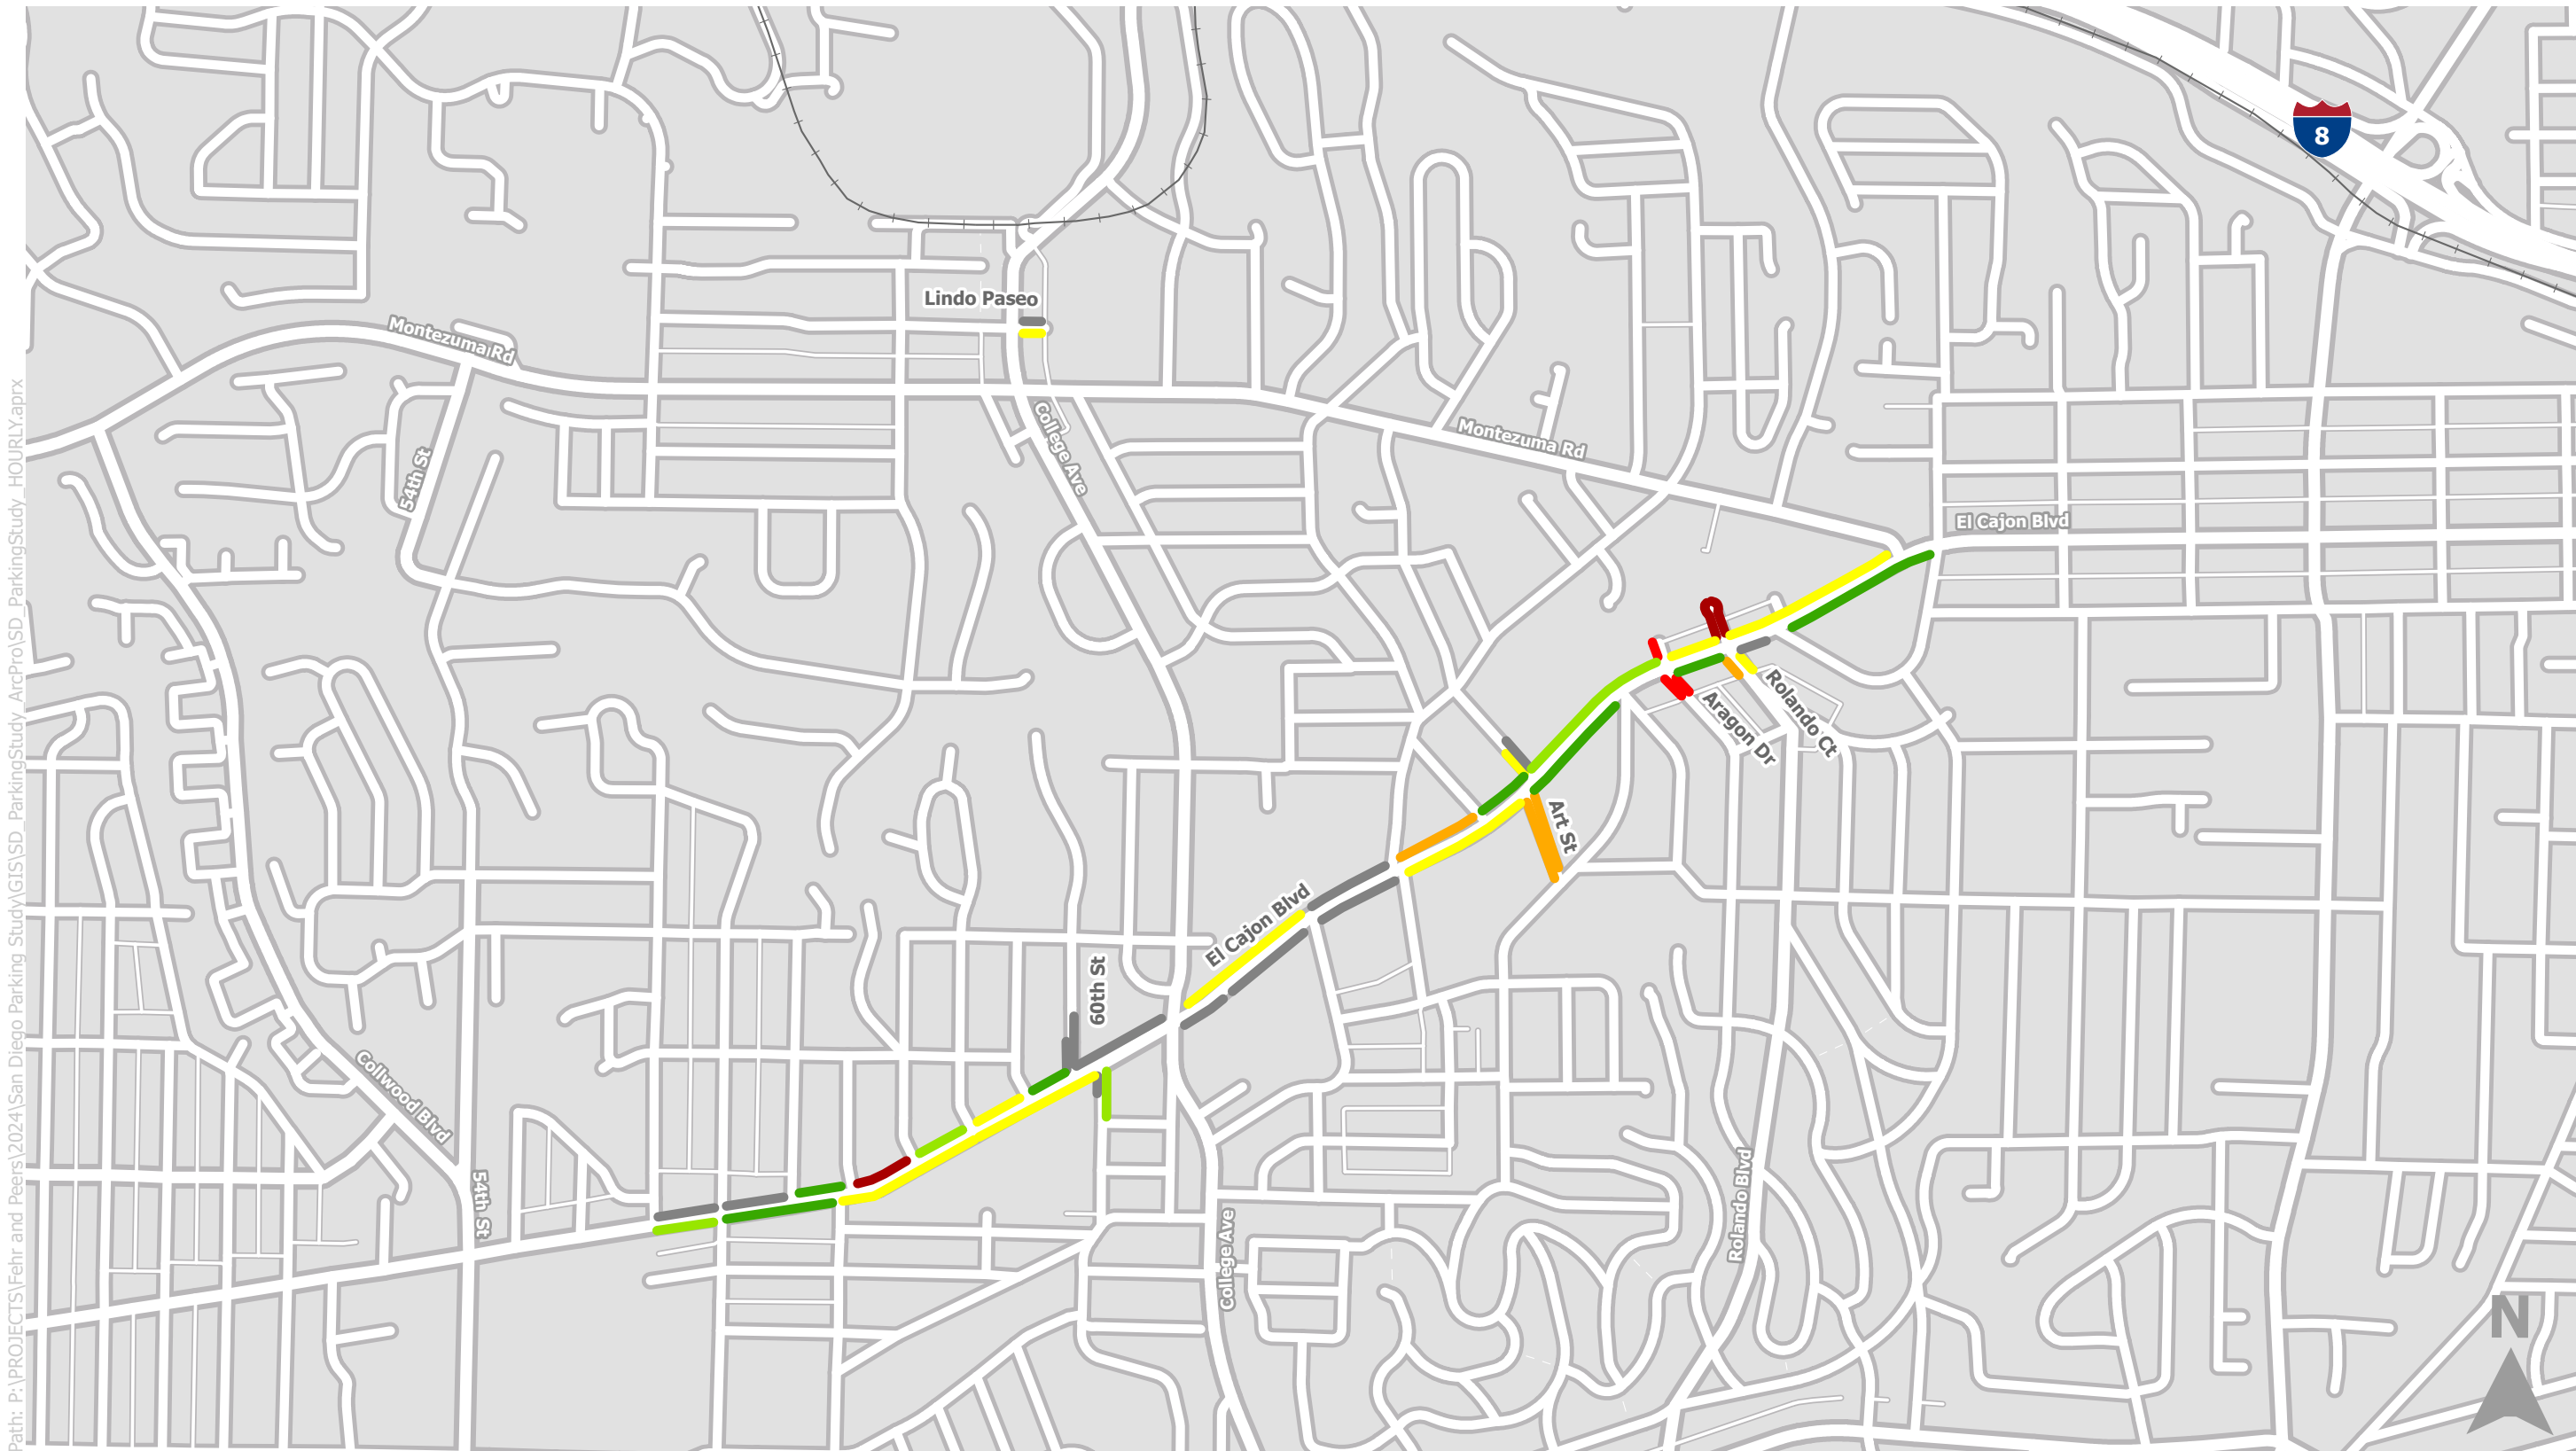 8
Lindo Paseo
Montezuma Rd
College Ave
54th St
Montezuma Rd
El Cajon Blvd
Rolando Ct
Aragon Dr
Art St
El Cajon Blvd
60th St
Collwood Blvd
54th St
College Ave
Rolando Blvd
N
Path: P:\PROJECTS\Fehr and Peers\2024\San Diego Parking Study\GIS\SD_ParkingStudy_ArcPro\SD_ParkingStudy_HOURLY.aprx